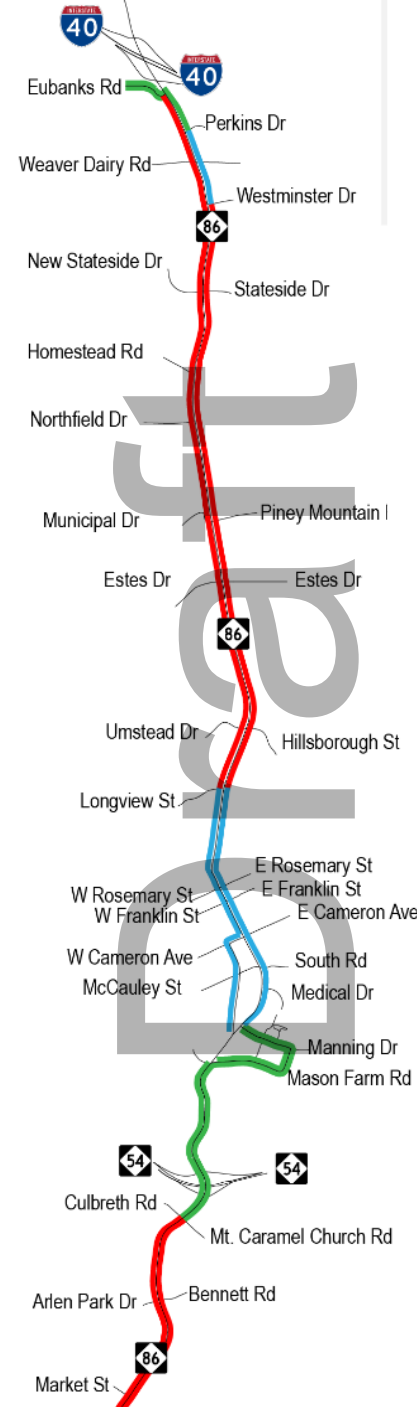 INTERSTATE
40
INTERSTATE
40
Eubanks Rd
Perkins Dr
Weaver Dairy Rd
Westminster Dr
86
New Stateside Dr
Stateside Dr
Homestead Rd
Northfield Dr
Municipal Dr
Piney Mountain
Estes Dr
Estes Dr
86
Umstead Dr
Hillsborough St
Longview St
E Rosemary St
W Rosemary St
E Franklin St
W Franklin St
E Cameron Ave
W Cameron Ave
South Rd
McCauley St
Medical Dr
Manning Dr
Mason Farm Rd
54
54
Culbreth Rd
Mt. Caramel Church Rd
Bennett Rd
Arlen Park Dr
86
Market St
Draft